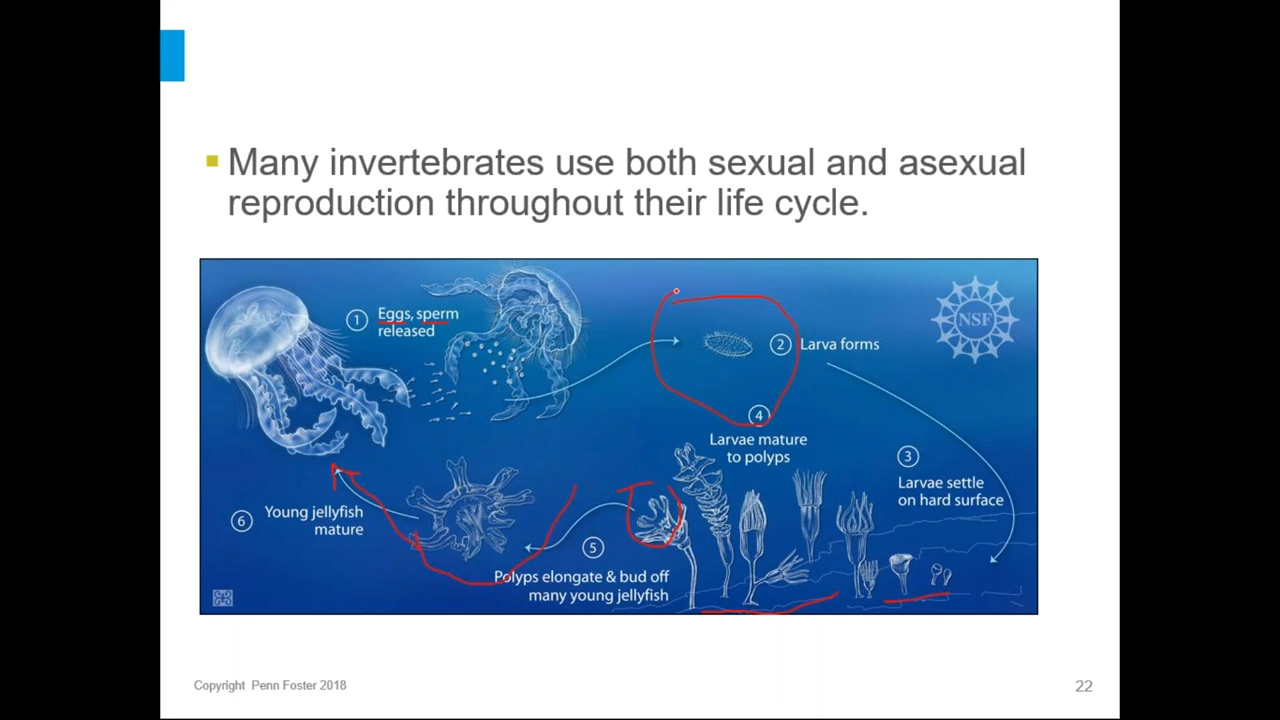 ▪ Many invertebrates use both sexual and asexual
reproduction throughout their life cycle.
1 Eggs, sperm
released
2 Larva forms
NSF
3
Larvae settle
on hard surface
4
Larvae mature
to polyps
5
Polyps elongate & bud off
many young jellyfish
6 Young jellyfish
mature
Copyright Penn Foster 2018
22